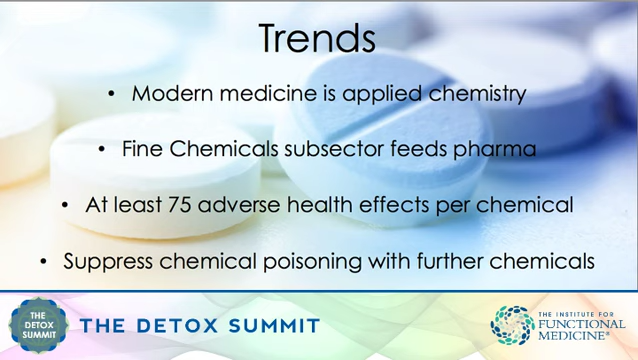 Trends
• Modern medicine is applied chemistry
• Fine Chemicals subsector feeds pharma
• At least 75 adverse health effects per chemical
• Suppress chemical poisoning with further chemicals
THE
DETOX
SUMMIT
THE DETOX SUMMIT
THE INSTITUTE FOR
FUNCTIONAL
MEDICINE®